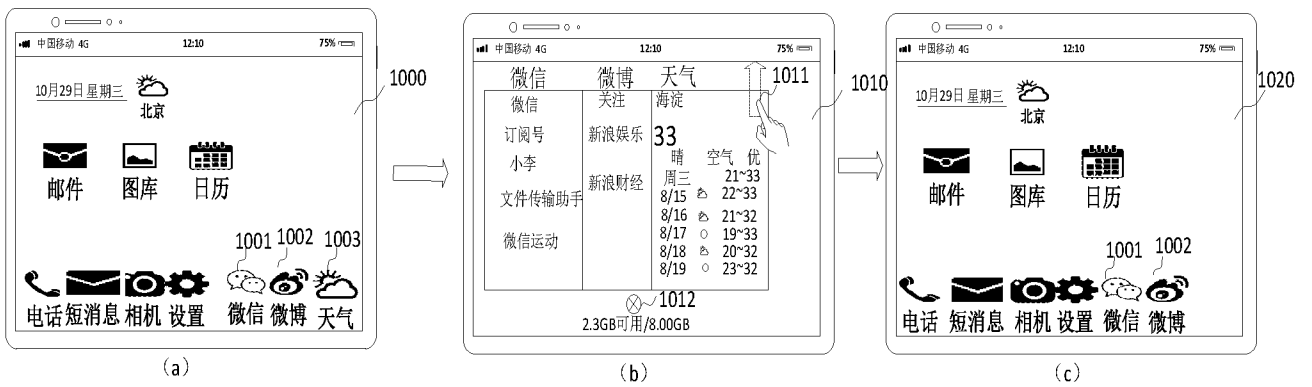 中国移动 4G 12:10 75%
10月29日 星期三
北京
1000
邮件 图库 日历
1001 1002 1003
电话 短消息 相机 设置 微信 微博 天气
(a)
中国移动 4G 12:10 75%
微信 微博 天气
1011
1010
微信 关注 海淀
订阅号 新浪娱乐 33
小李 晴 空气 优
新浪财经 周三 21~33
文件传输助手 8/15 22~33
8/16 21~32
微信运动 8/17 19~33
8/18 20~32
8/19 23~32
1012
2.3GB可用/8.00GB
(b)
中国移动 4G 12:10 75%
10月29日 星期三
北京
1020
邮件 图库 日历
1001 1002
电话 短消息 相机 设置 微信 微博
(c)